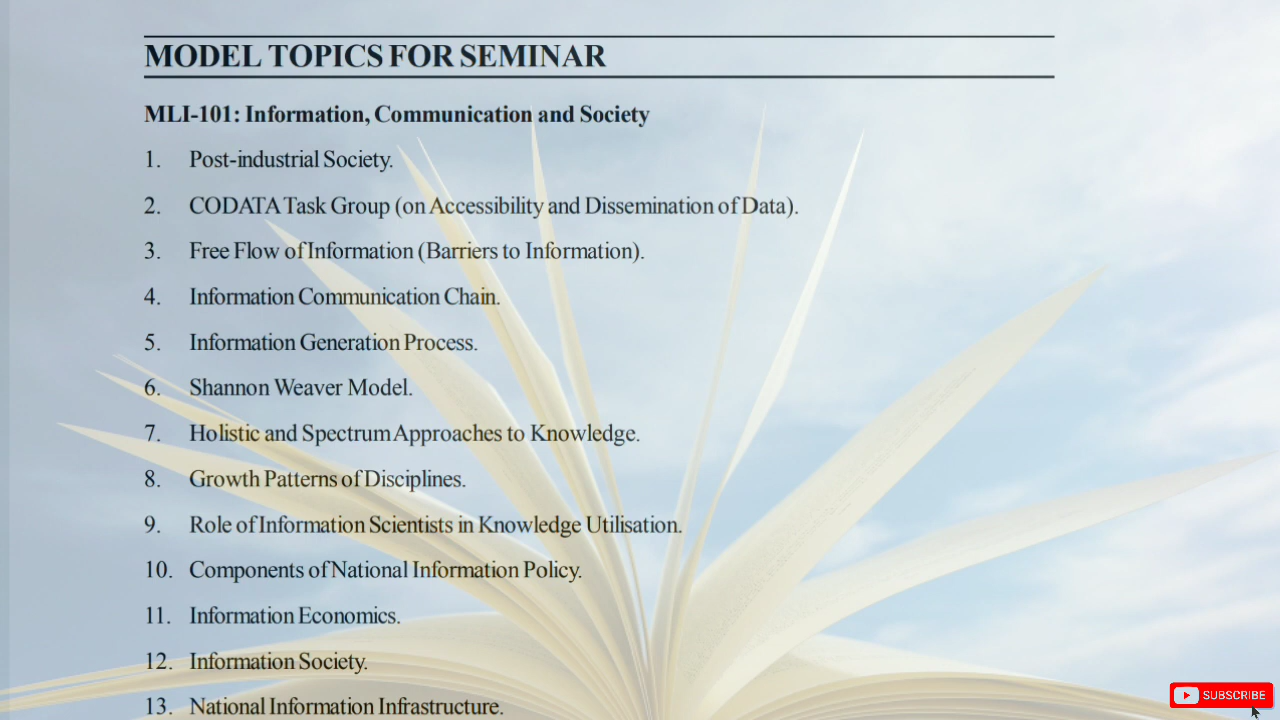 MODEL TOPICS FOR SEMINAR
MLI-101: Information, Communication and Society
1. Post-industrial Society.
2. CODATA Task Group (on Accessibility and Dissemination of Data).
3. Free Flow of Information (Barriers to Information).
4. Information Communication Chain.
5. Information Generation Process.
6. Shannon Weaver Model.
7. Holistic and Spectrum Approaches to Knowledge.
8. Growth Patterns of Disciplines.
9. Role of Information Scientists in Knowledge Utilisation.
10. Components of National Information Policy.
11. Information Economics.
12. Information Society.
13. National Information Infrastructure.
SUBSCRIBE